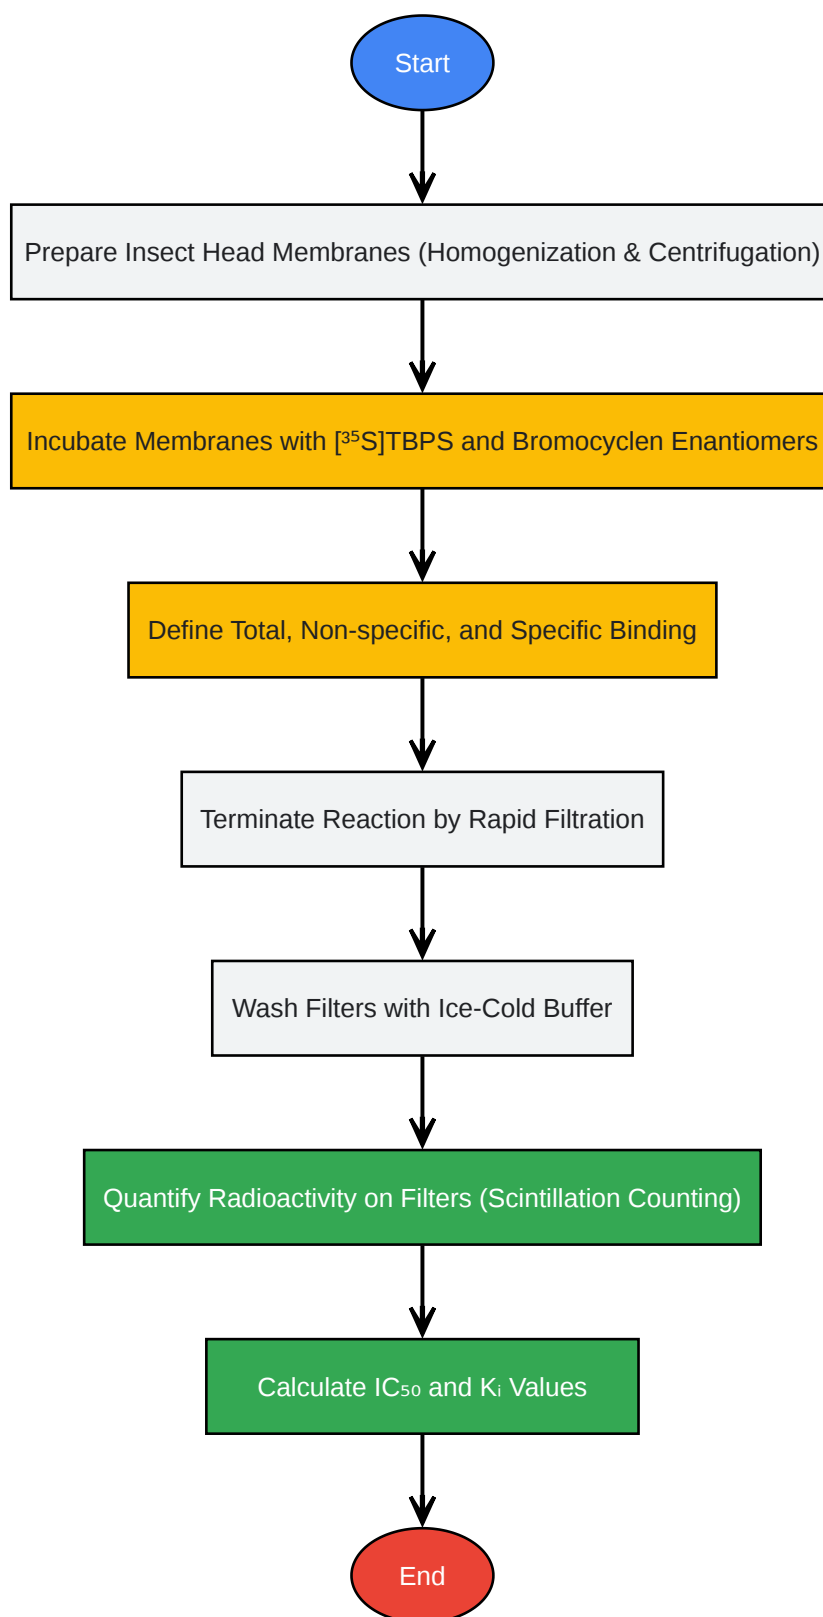 Start
Prepare Insect Head Membranes (Homogenization & Centrifugation)
Incubate Membranes with [³⁵S]TBPS and Bromocyclen Enantiomers
Define Total, Non-specific, and Specific Binding
Terminate Reaction by Rapid Filtration
Wash Filters with Ice-Cold Buffer
Quantify Radioactivity on Filters (Scintillation Counting)
Calculate IC₅₀ and Kᵢ Values
End